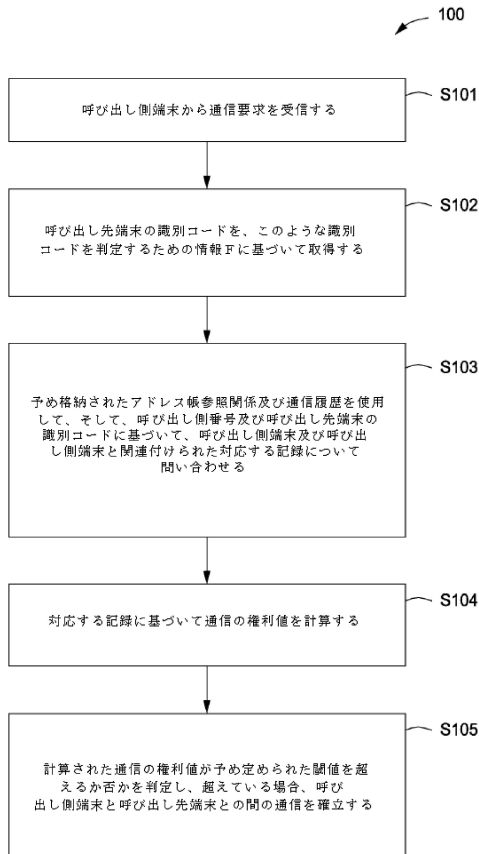 100
S101
呼び出し側端末から通信要求を受信する
S102
呼び出し先端末の識別コードを、このような識別
コードを判定するための情報Fに基づいて取得する
S103
予め格納されたアドレス帳参照関係及び通信履歴を使用
して、そして、呼び出し側番号及び呼び出し先端末の
識別コードに基づいて、呼び出し側端末及び呼び出
し側端末と関連付けられた対応する記録について
問い合わせる
S104
対応する記録に基づいて通信の権利値を計算する
S105
計算された通信の権利値が予め定められた閾値を超
えるか否かを判定し、超えている場合、呼び
出し側端末と呼び出し先端末との間の通信を確立する